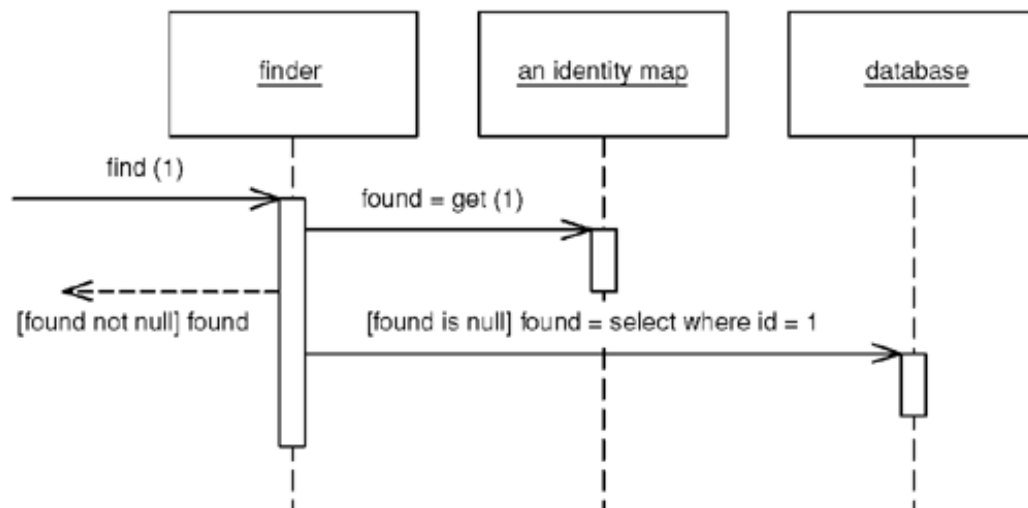 finder
an identity map
database
find (1)
found = get (1)
[found not null] found
[found is null] found = select where id = 1